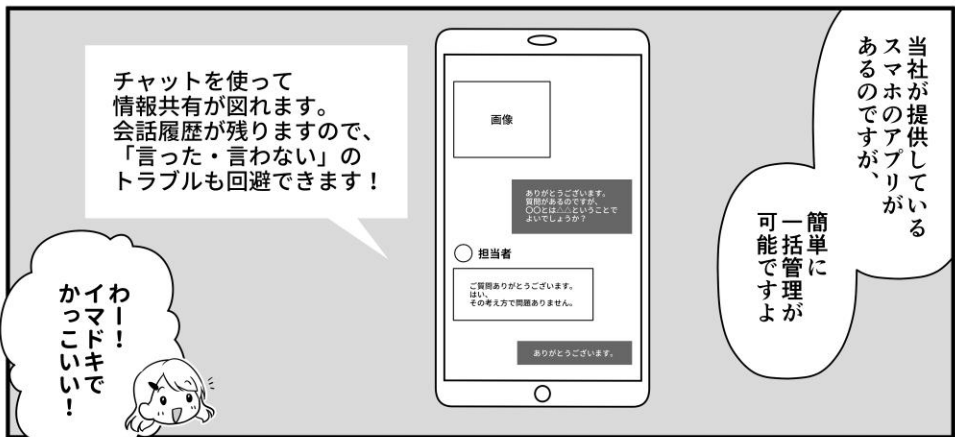 当社が提供している
スマホのアプリが
あるのですが、
簡単に
一括管理が
可能ですよ
チャットを使って
情報共有が図れます。
会話履歴が残りますので、
「言った・言わない」の
トラブルも回避できます！
画像
ありがとうございます。
質問があるのですが、
〇〇とは△△ということで
よいでしょうか？
担当者
ご質問ありがとうございます。
はい、
その考え方で問題ありません。
ありがとうございます。
わー！
イマドキで
かっこいい！